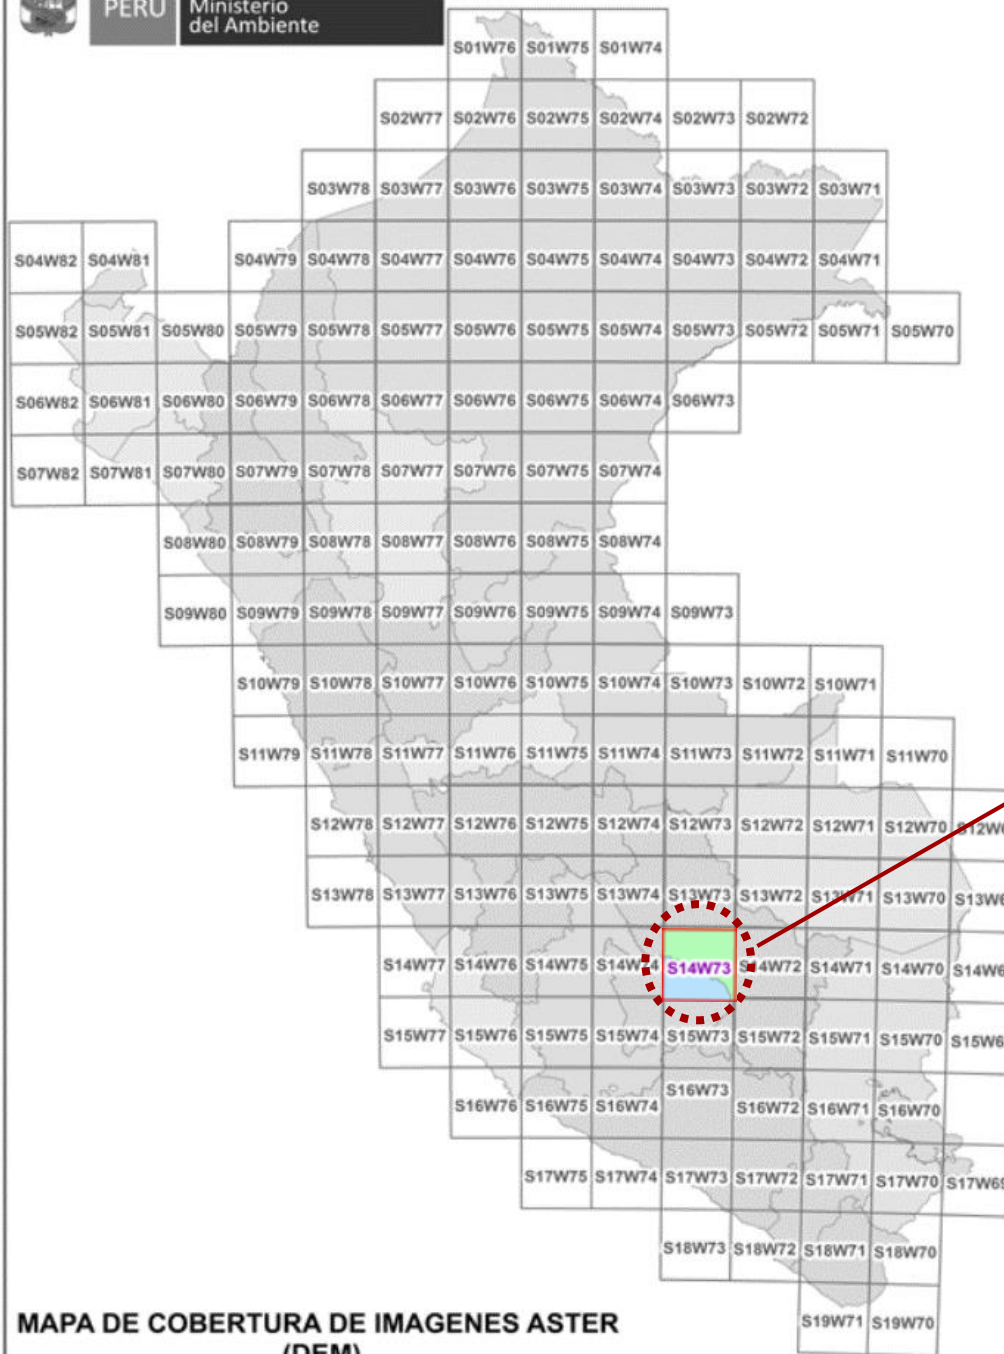 PERÚ
Ministerio
del Ambiente
S01W76 S01W75 S01W74
S02W77 S02W76 S02W75 S02W74 S02W73 S02W72
S03W78 S03W77 S03W76 S03W75 S03W74 S03W73 S03W72 S03W71
S04W82 S04W81 S04W79 S04W78 S04W77 S04W76 S04W75 S04W74 S04W73 S04W72 S04W71
S05W82 S05W81 S05W80 S05W79 S05W78 S05W77 S05W76 S05W75 S05W74 S05W73 S05W72 S05W71 S05W70
S06W82 S06W81 S06W80 S06W79 S06W78 S06W77 S06W76 S06W75 S06W74 S06W73
S07W82 S07W81 S07W80 S07W79 S07W78 S07W77 S07W76 S07W75 S07W74
S08W80 S08W79 S08W78 S08W77 S08W76 S08W75 S08W74
S09W80 S09W79 S09W78 S09W77 S09W76 S09W75 S09W74 S09W73
S10W79 S10W78 S10W77 S10W76 S10W75 S10W74 S10W73 S10W72 S10W71
S11W79 S11W78 S11W77 S11W76 S11W75 S11W74 S11W73 S11W72 S11W71 S11W70
S12W78 S12W77 S12W76 S12W75 S12W74 S12W73 S12W72 S12W71 S12W70
S13W78 S13W77 S13W76 S13W75 S13W74 S13W73 S13W72 S13W71 S13W70 S13W6
S14W77 S14W76 S14W75 S14W74 S14W73 S14W72 S14W71 S14W70 S14W6
S15W77 S15W76 S15W75 S15W74 S15W73 S15W72 S15W71 S15W70 S15W6
S16W76 S16W75 S16W74 S16W73 S16W72 S16W71 S16W70
S17W75 S17W74 S17W73 S17W72 S17W71 S17W70 S17W69
S18W73 S18W72 S18W71 S18W70
S19W71 S19W70
MAPA DE COBERTURA DE IMAGENES ASTER
(DEM)